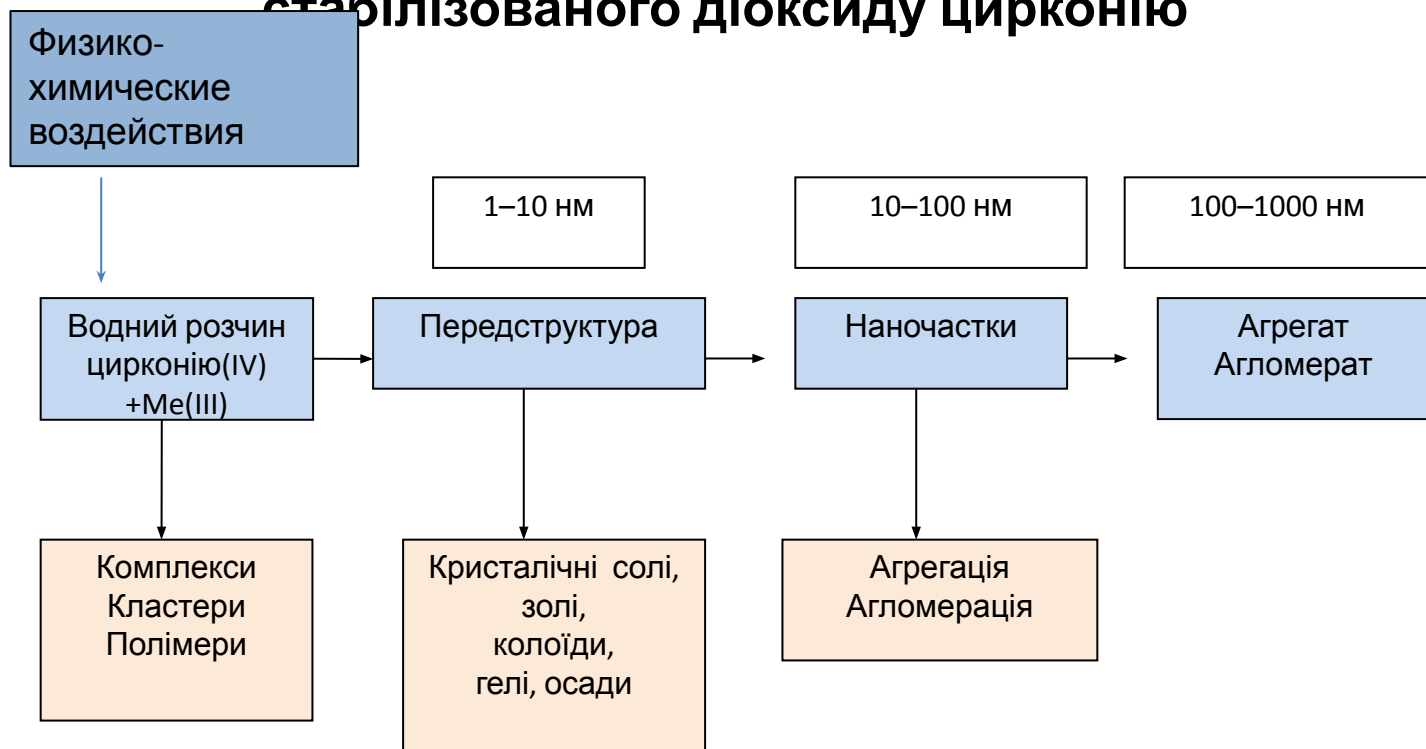 стабілізованого діоксиду цирконію
Физико-
химические
воздействия
1–10 нм
10–100 нм
100–1000 нм
Водний розчин
цирконію(IV)
+Me(III)
Передструктура
Наночастки
Агрегат
Агломерат
Комплекси
Кластери
Полімери
Кристалічні солі,
золі,
колоїди,
гелі, осади
Агрегація
Агломерація